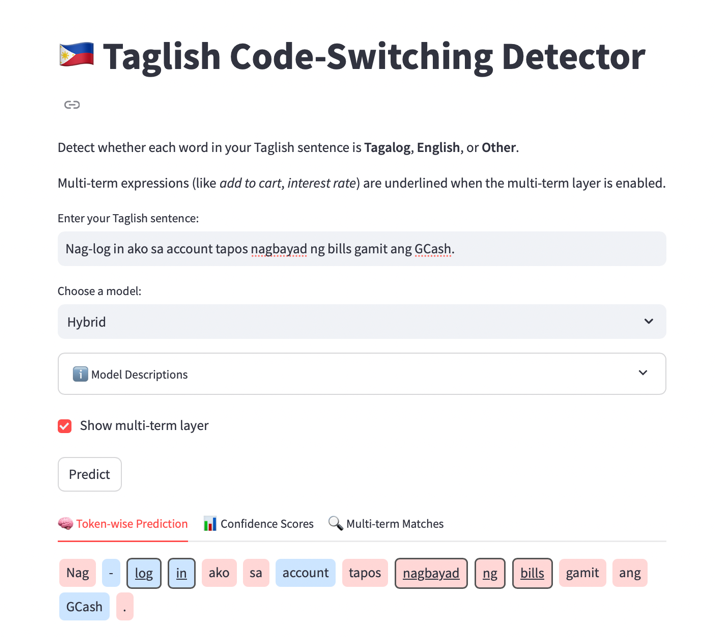 🇵🇭 Taglish Code-Switching Detector
Detect whether each word in your Taglish sentence is Tagalog, English, or Other.
Multi-term expressions (like add to cart, interest rate) are underlined when the multi-term layer is enabled.
Enter your Taglish sentence:
Nag-log in ako sa account tapos nagbayad ng bills gamit ang GCash.
Choose a model:
Hybrid
ℹ️ Model Descriptions
Show multi-term layer
Predict
🧠 Token-wise Prediction 📊 Confidence Scores 🔍 Multi-term Matches
Nag - log in ako sa account tapos nagbayad ng bills gamit ang
GCash .